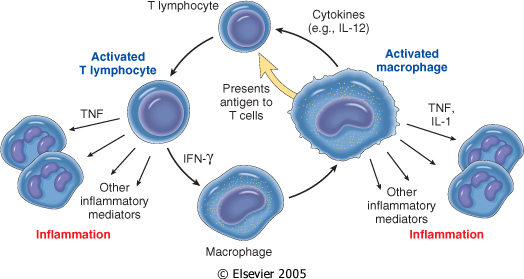 T lymphocyte
Cytokines
(e.g., IL-12)
Activated
T lymphocyte
Activated
macrophage
Presents
antigen to
T cells
TNF
TNF,
IL-1
IFN-γ
Other
inflammatory
mediators
Other
inflammatory
mediators
Inflammation
Inflammation
Macrophage
© Elsevier 2005